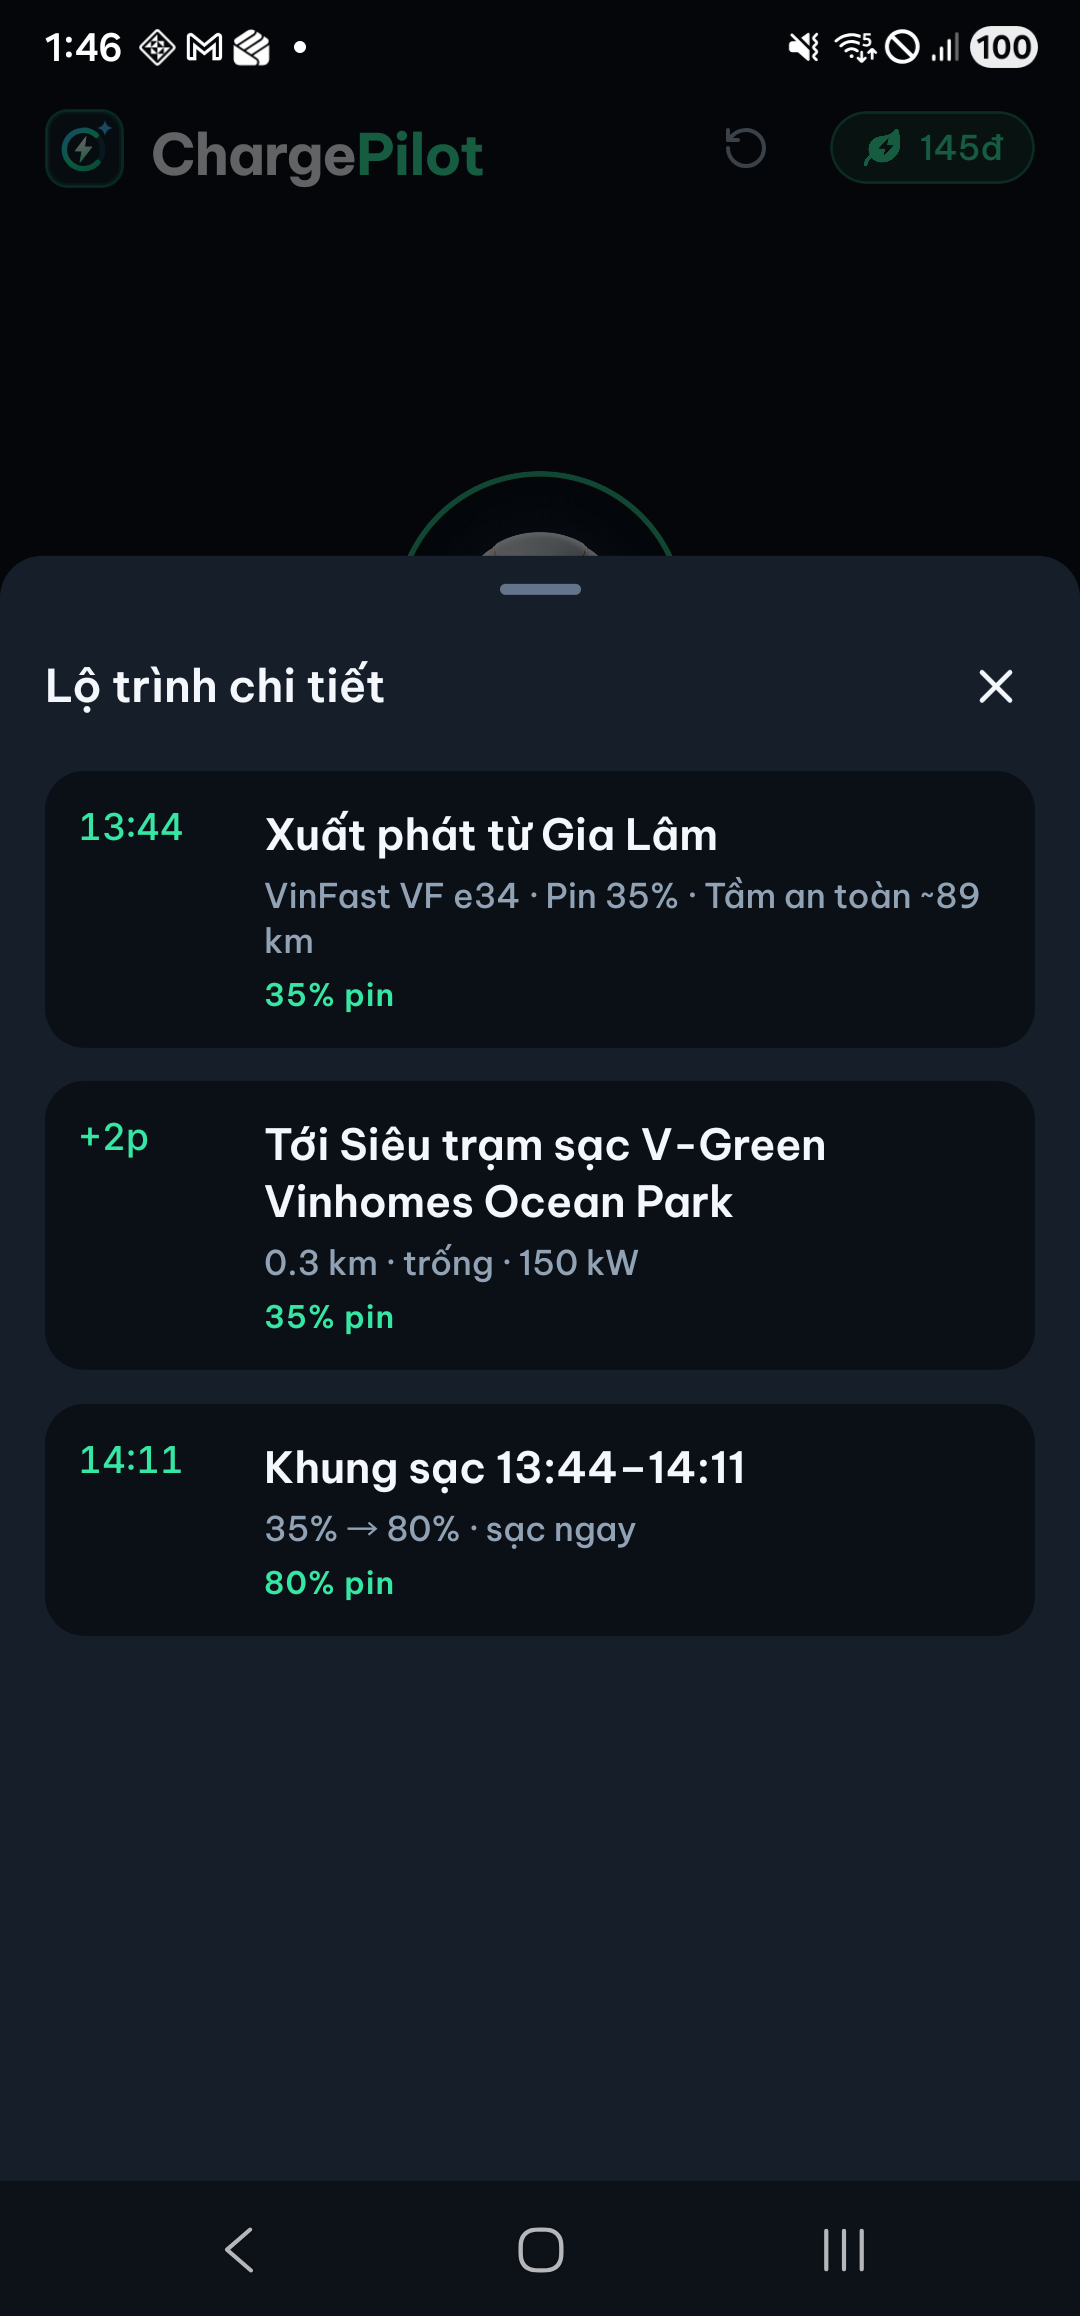 1:46
5
100
ChargePilot
145đ
Lộ trình chi tiết
13:44
Xuất phát từ Gia Lâm
VinFast VF e34 · Pin 35% · Tầm an toàn ~89
km
35% pin
+2p
Tới Siêu trạm sạc V-Green
Vinhomes Ocean Park
0.3 km · trống · 150 kW
35% pin
14:11
Khung sạc 13:44–14:11
35% → 80% · sạc ngay
80% pin